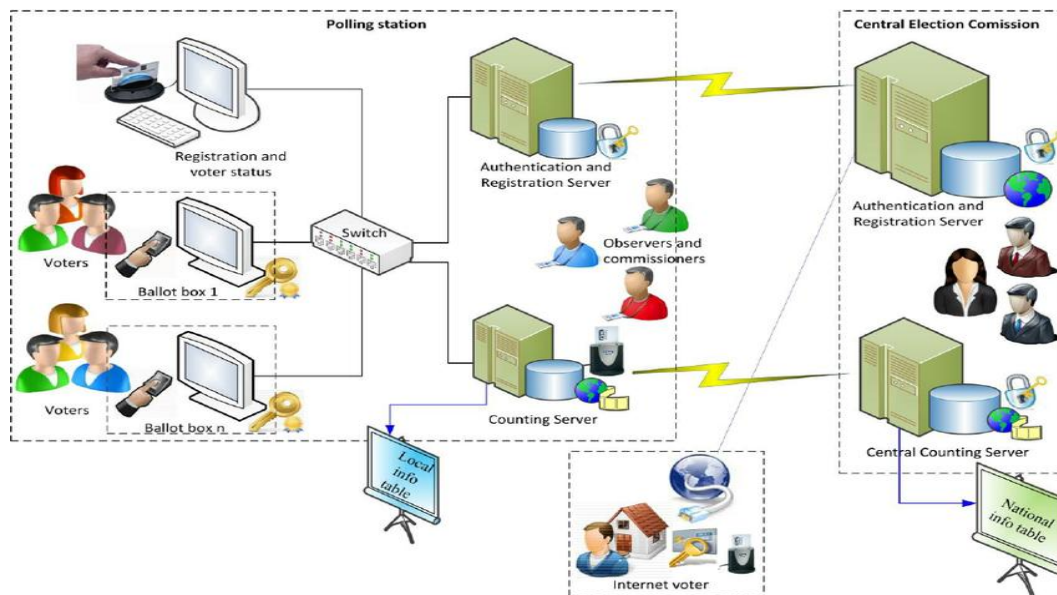 Polling station
Central Election Comission
Registration and
voter status
Authentication and
Registration Server
Authentication and
Registration Server
Switch
Observers and
commissioners
Voters
Ballot box 1
Voters
Ballot box n
Counting Server
Central Counting Server
Local
info
table
National
info table
Internet voter